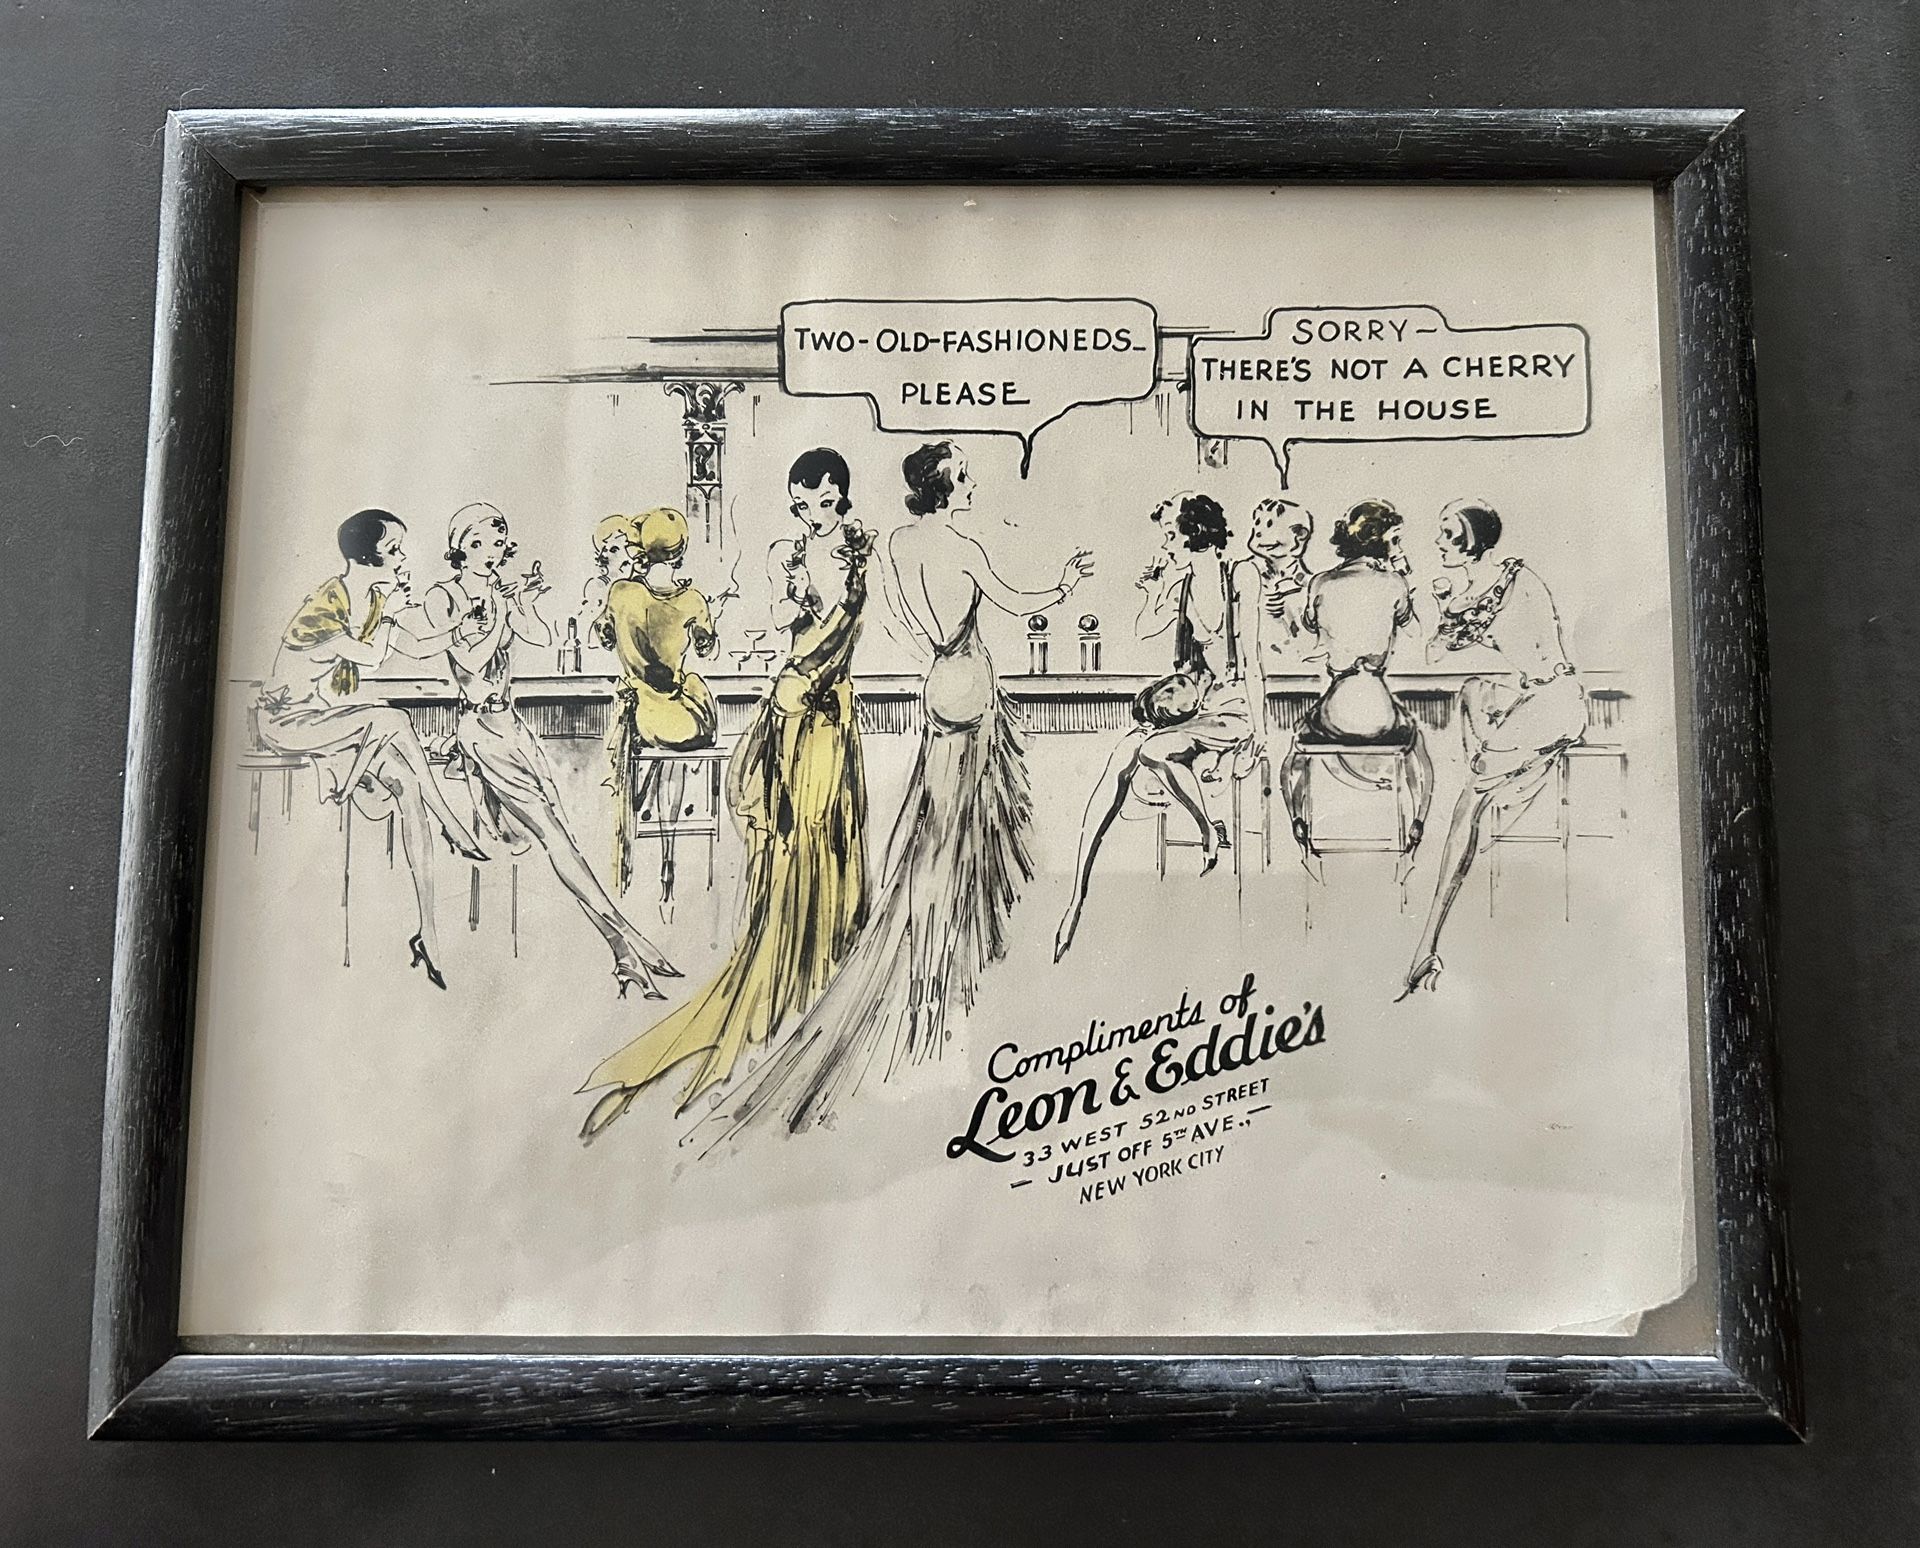 TWO-OLD-FASHIONEDS-
PLEASE
SORRY-
THERE'S NOT A CHERRY
IN THE HOUSE
Compliments of
Leon & Eddie's
33 WEST 52ND STREET
- JUST OFF 5TH AVE., -
NEW YORK CITY